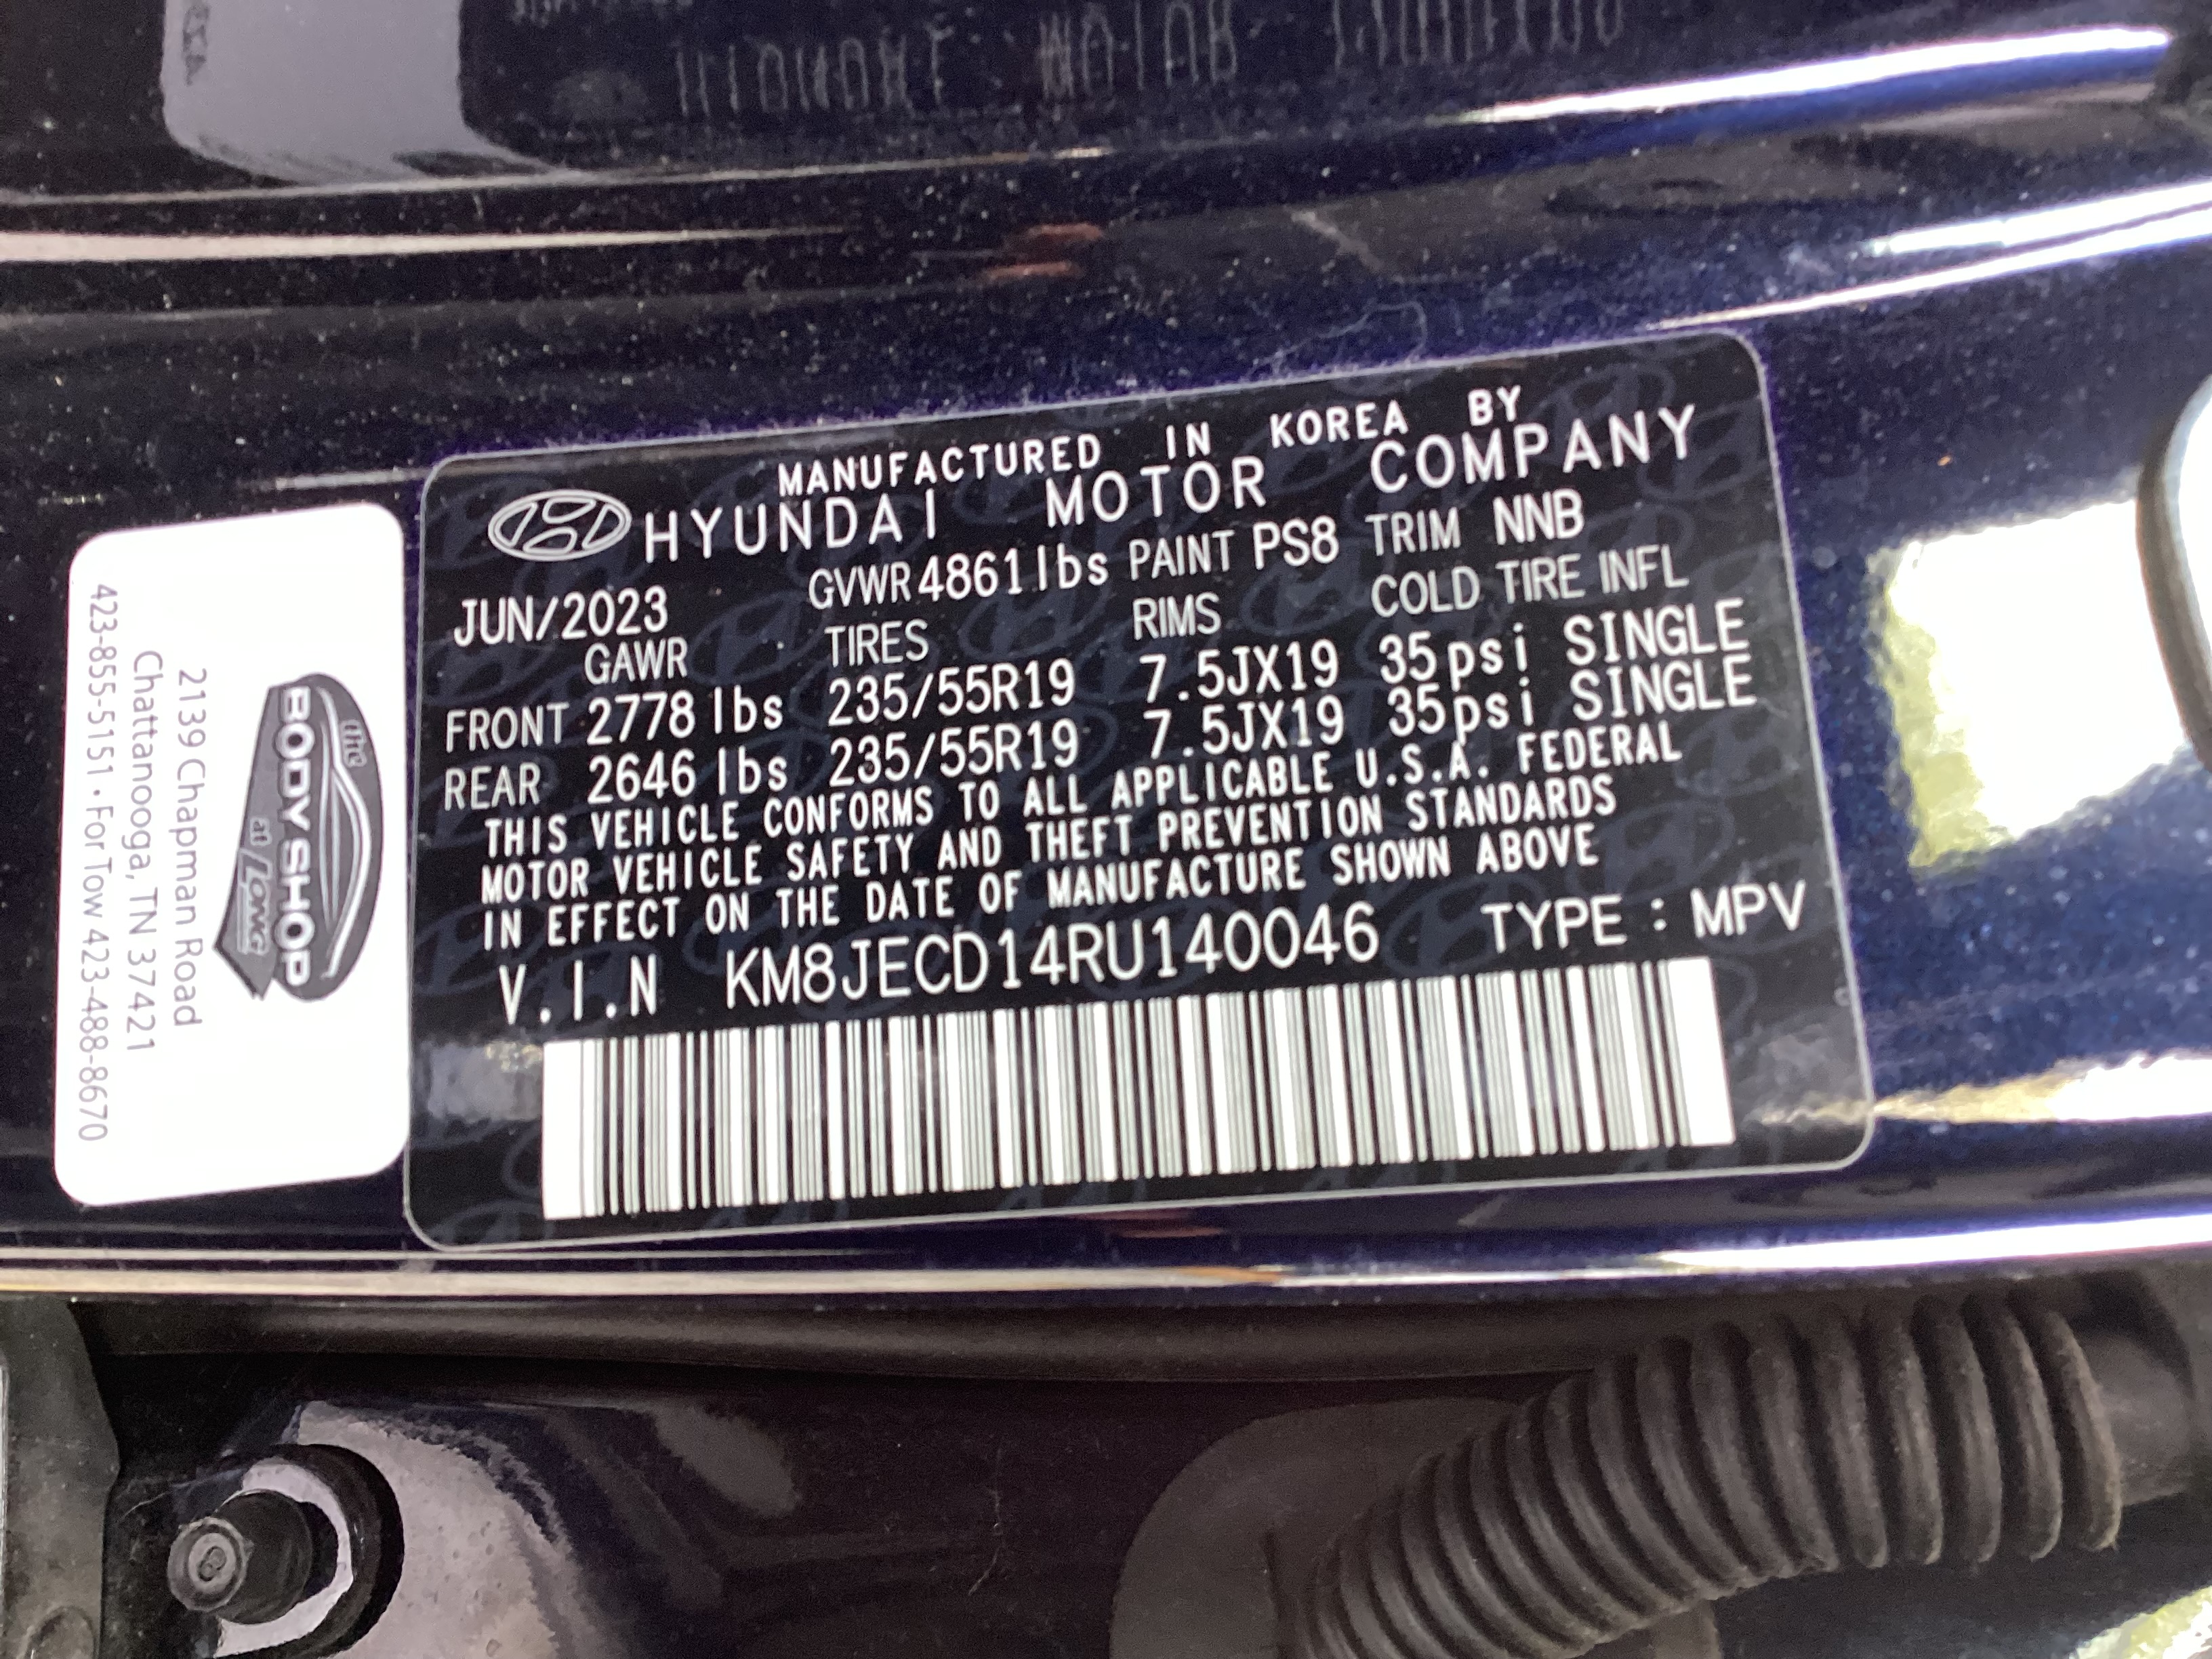 MANUFACTURED IN KOREA BY
HYUNDAI MOTOR COMPANY
JUN/2023 GVWR 4861 lbs PAINT PS8 TRIM NNB
GAWR TIRES RIMS COLD TIRE INFL
FRONT 2778 lbs 235/55R19 7.5JX19 35psi SINGLE
REAR 2646 lbs 235/55R19 7.5JX19 35psi SINGLE
THIS VEHICLE CONFORMS TO ALL APPLICABLE U.S.A. FEDERAL
MOTOR VEHICLE SAFETY AND THEFT PREVENTION STANDARDS
IN EFFECT ON THE DATE OF MANUFACTURE SHOWN ABOVE
V.I.N KM8JECD14RU140046 TYPE : MPV
the
BODY SHOP
at LONG
2139 Chapman Road
Chattanooga, TN 37421
423-855-5151 • For Tow 423-488-8670
8